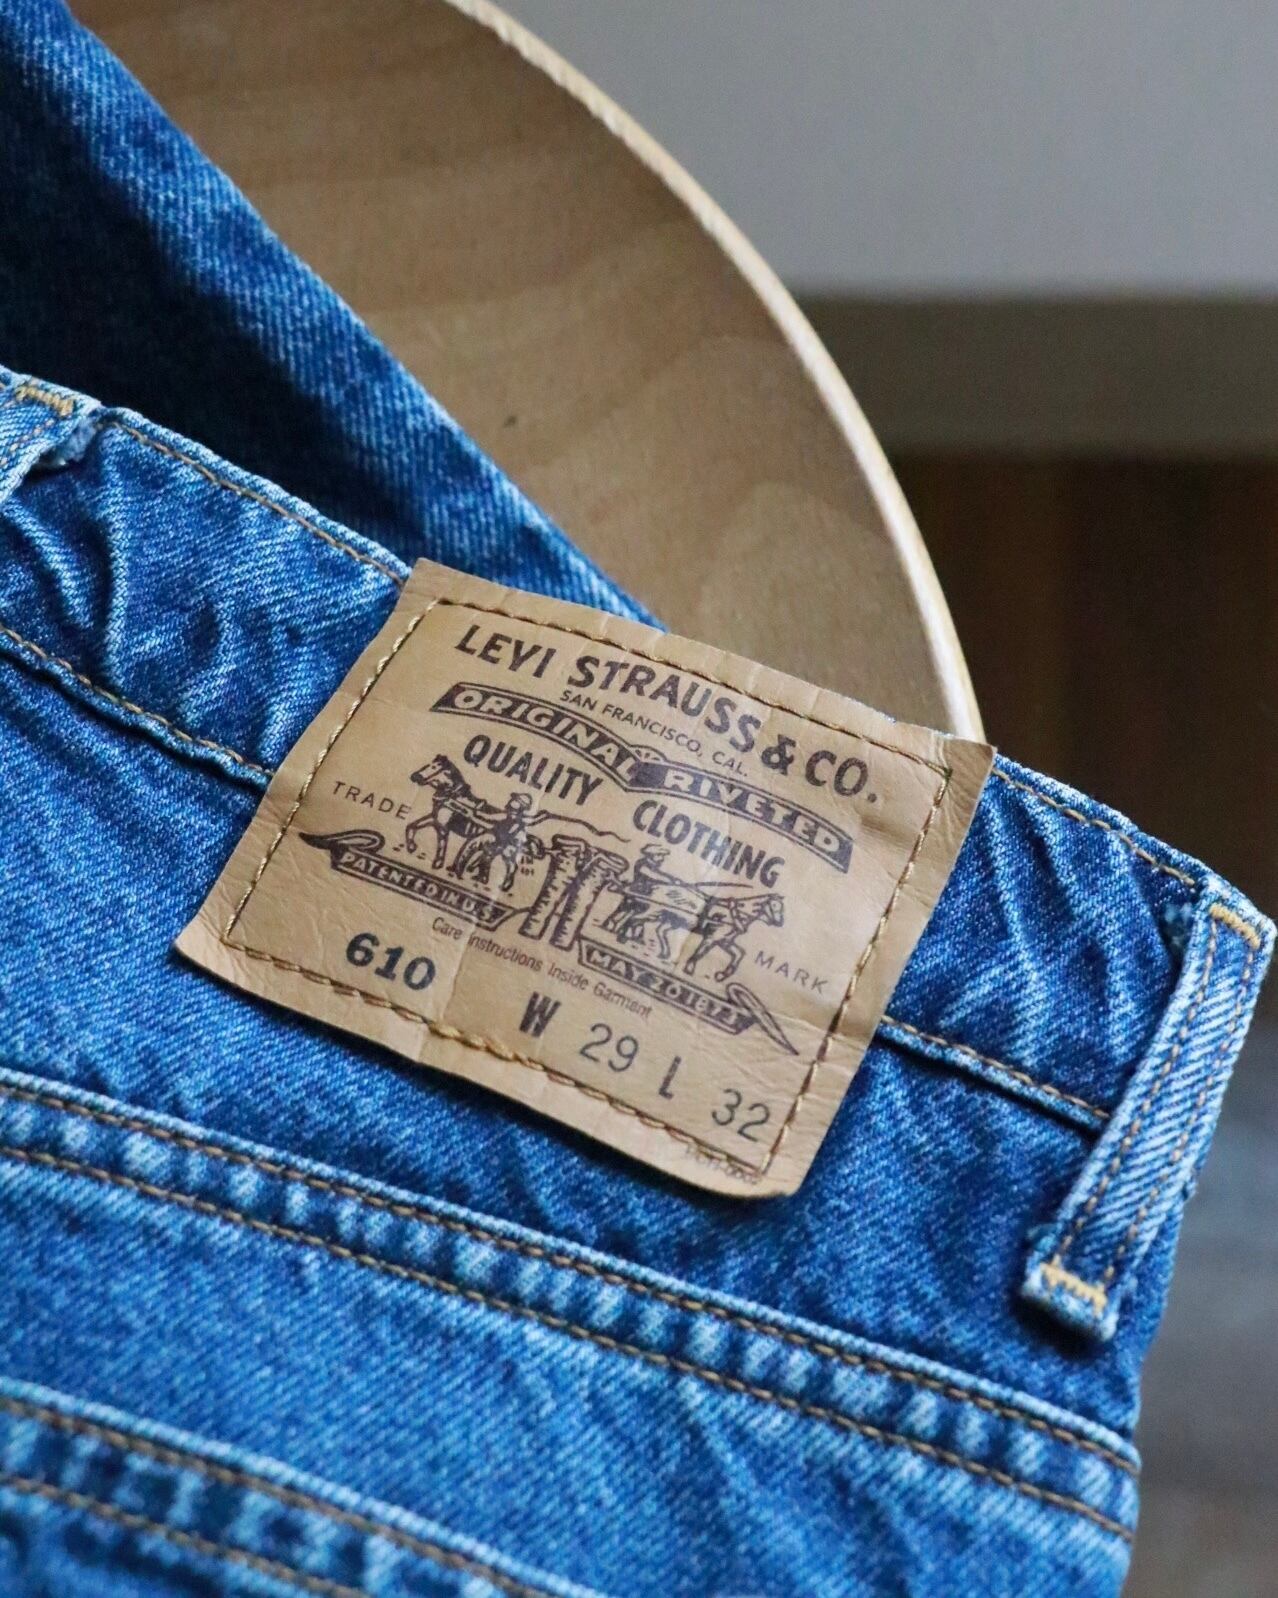 LEVI STRAUSS & CO.
SAN FRANCISCO, CAL.
ORIGINAL RIVETED
QUALITY CLOTHING
TRADE MARK
PATENTED IN U.S. MAY 20 1873
Care Instructions Inside Garment
610
W 29 L 32